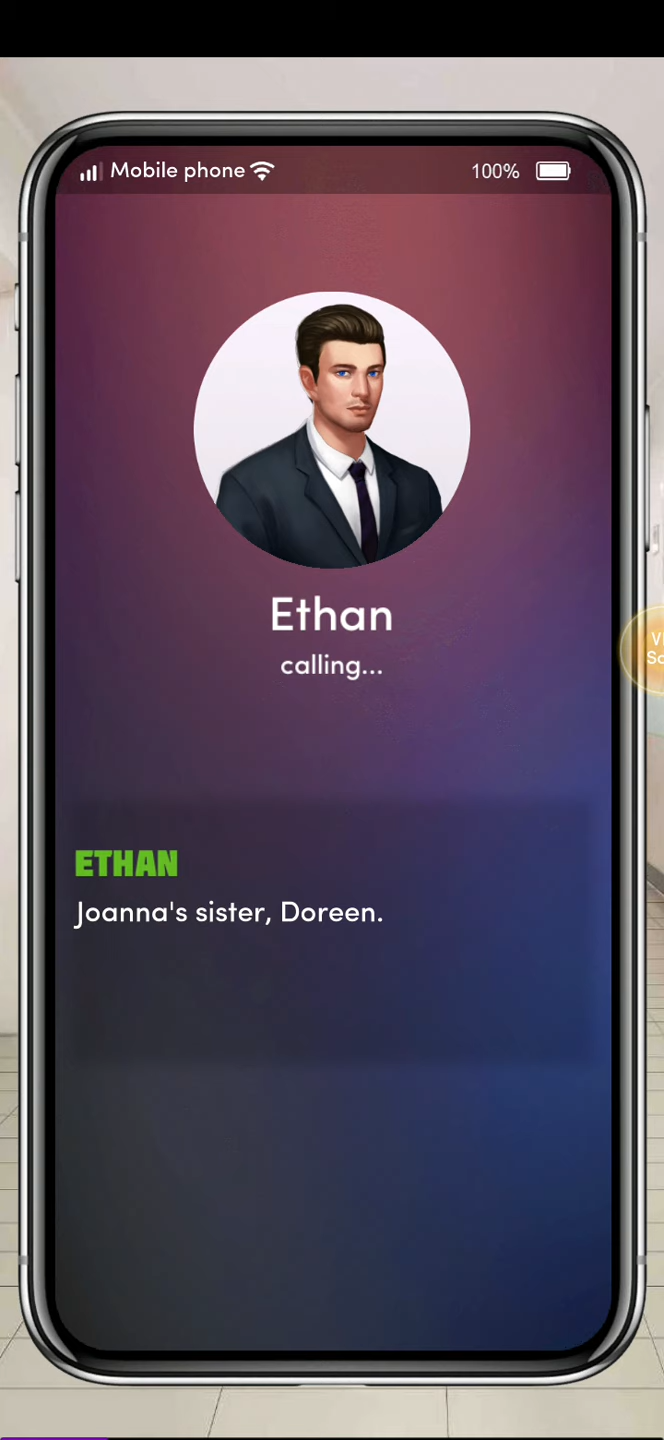 Mobile phone 100%
Ethan
calling...
ETHAN
Joanna's sister, Doreen.